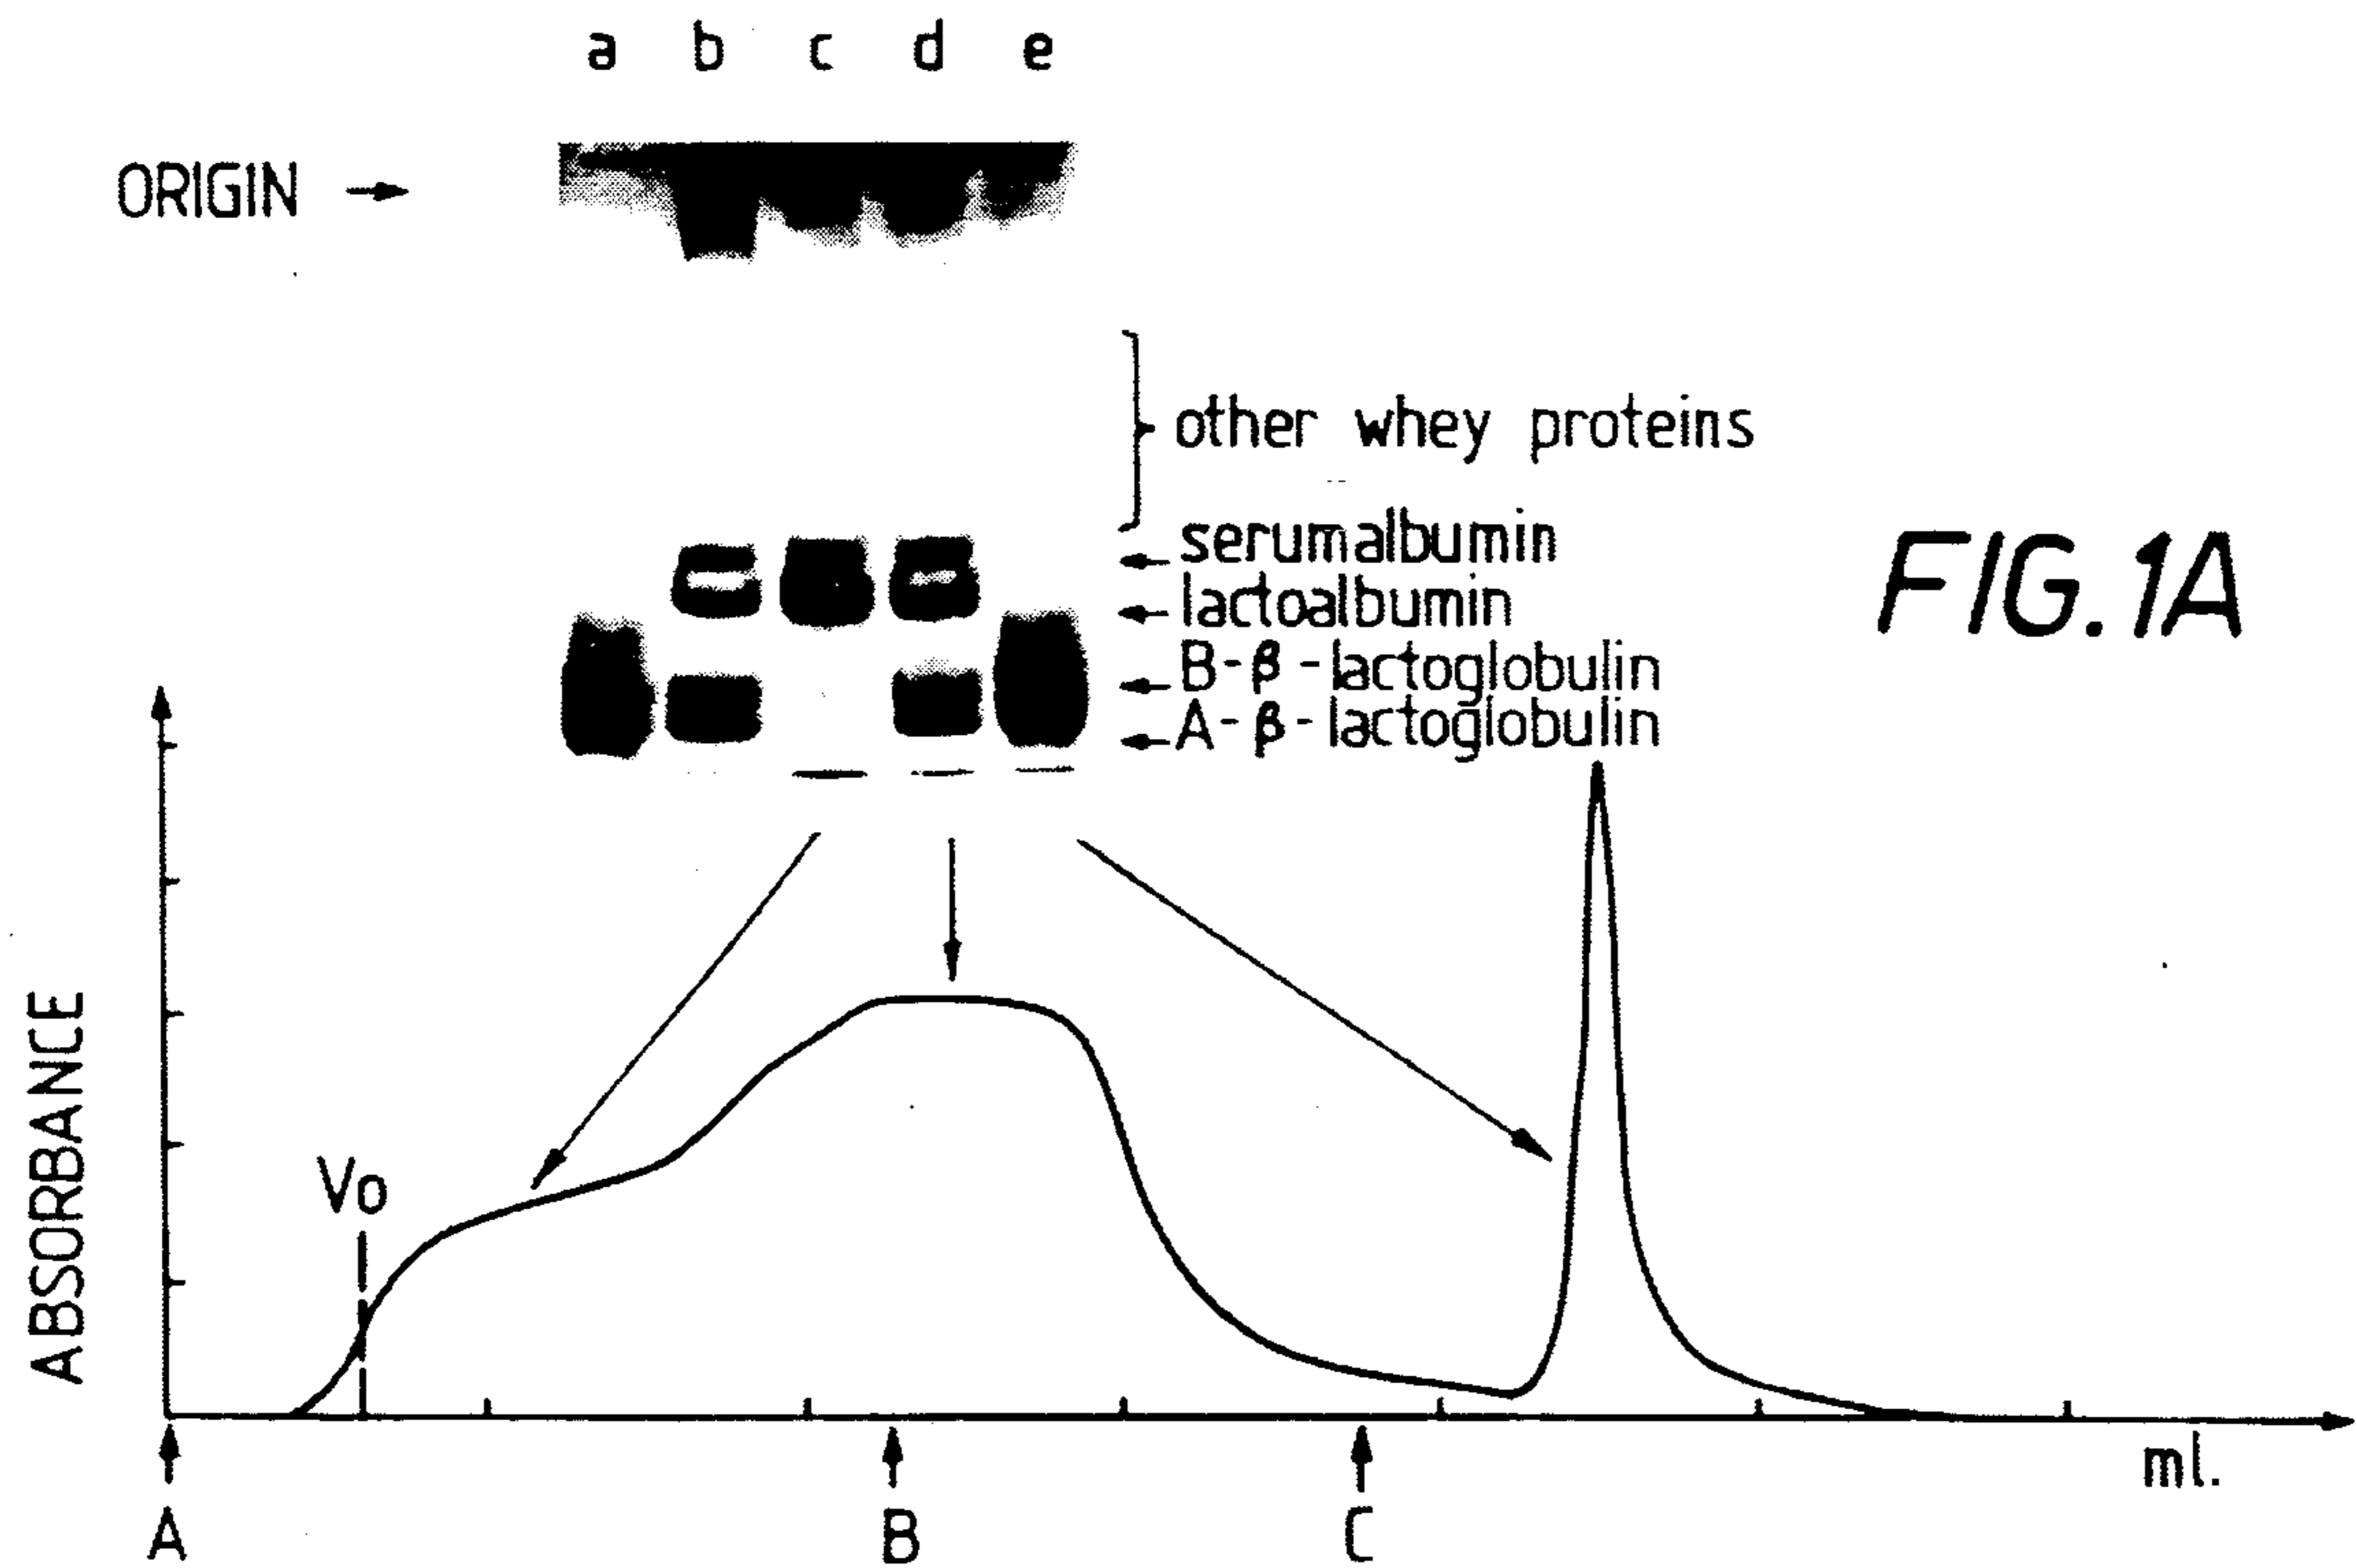 a b c d e
ORIGIN
other whey proteins
serumalbumin
lactoalbumin
B-β-lactoglobulin
A-β-lactoglobulin
FIG.1A
ABSORBANCE
Vo
ml.
A B C